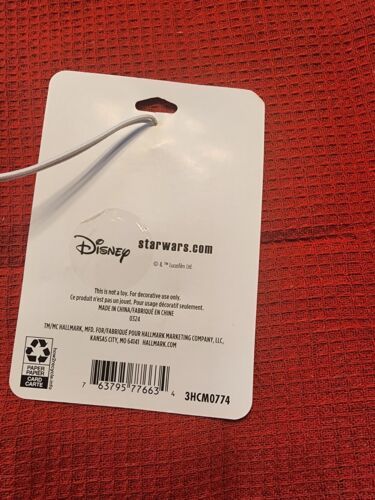 Disney starwars.com
© & ™ Lucasfilm Ltd.
This is not a toy. For decorative use only.
Ce produit n'est pas un jouet. Pour usage décoratif seulement.
MADE IN CHINA/FABRIQUÉ EN CHINE
0324
TM/MC HALLMARK, MFD. FOR/FABRIQUÉ POUR HALLMARK MARKETING COMPANY, LLC,
KANSAS CITY, MO 64141 HALLMARK.COM
PAPER
PAPIER
CARD
CARTE
7 63795 77663 4
3HCM0774